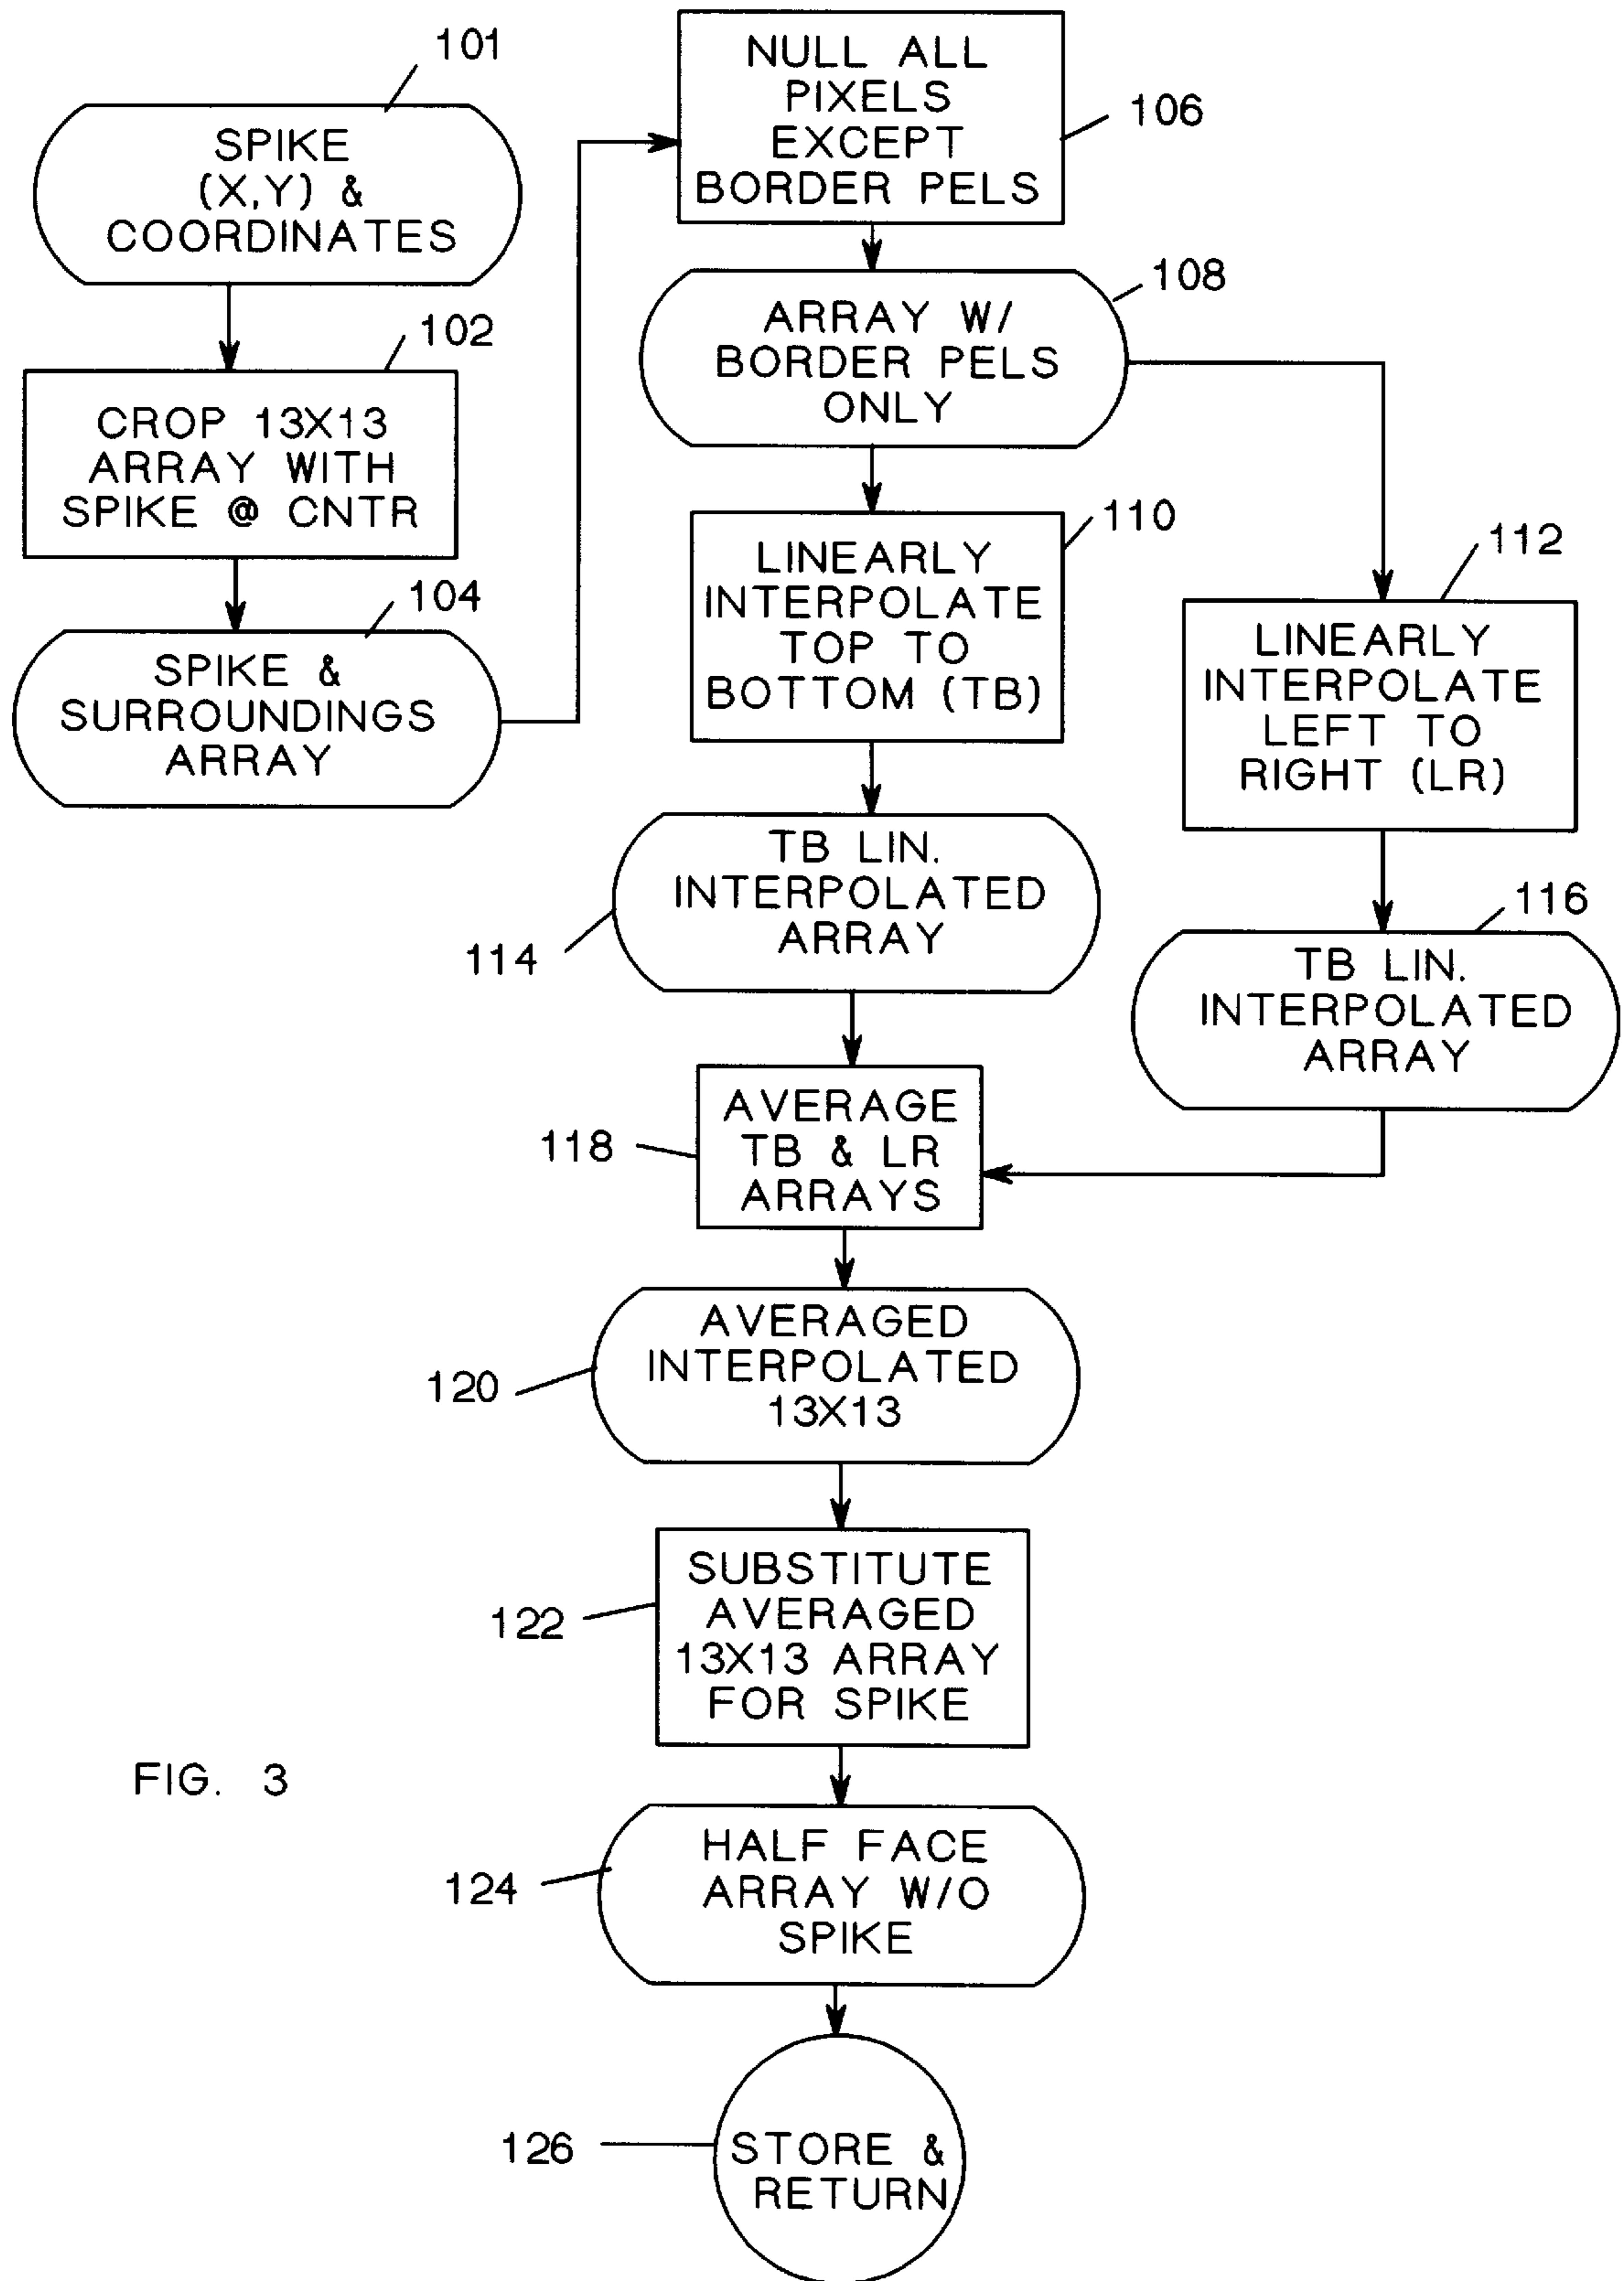 101
SPIKE
(X,Y) &
COORDINATES
102
CROP 13X13
ARRAY WITH
SPIKE @ CNTR
104
SPIKE &
SURROUNDINGS
ARRAY
NULL ALL
PIXELS
EXCEPT
BORDER PELS
106
108
ARRAY W/
BORDER PELS
ONLY
110
LINEARLY
INTERPOLATE
TOP TO
BOTTOM (TB)
112
LINEARLY
INTERPOLATE
LEFT TO
RIGHT (LR)
TB LIN.
INTERPOLATED
ARRAY
114
116
TB LIN.
INTERPOLATED
ARRAY
118
AVERAGE
TB & LR
ARRAYS
120
AVERAGED
INTERPOLATED
13X13
122
SUBSTITUTE
AVERAGED
13X13 ARRAY
FOR SPIKE
FIG. 3
124
HALF FACE
ARRAY W/O
SPIKE
126
STORE &
RETURN